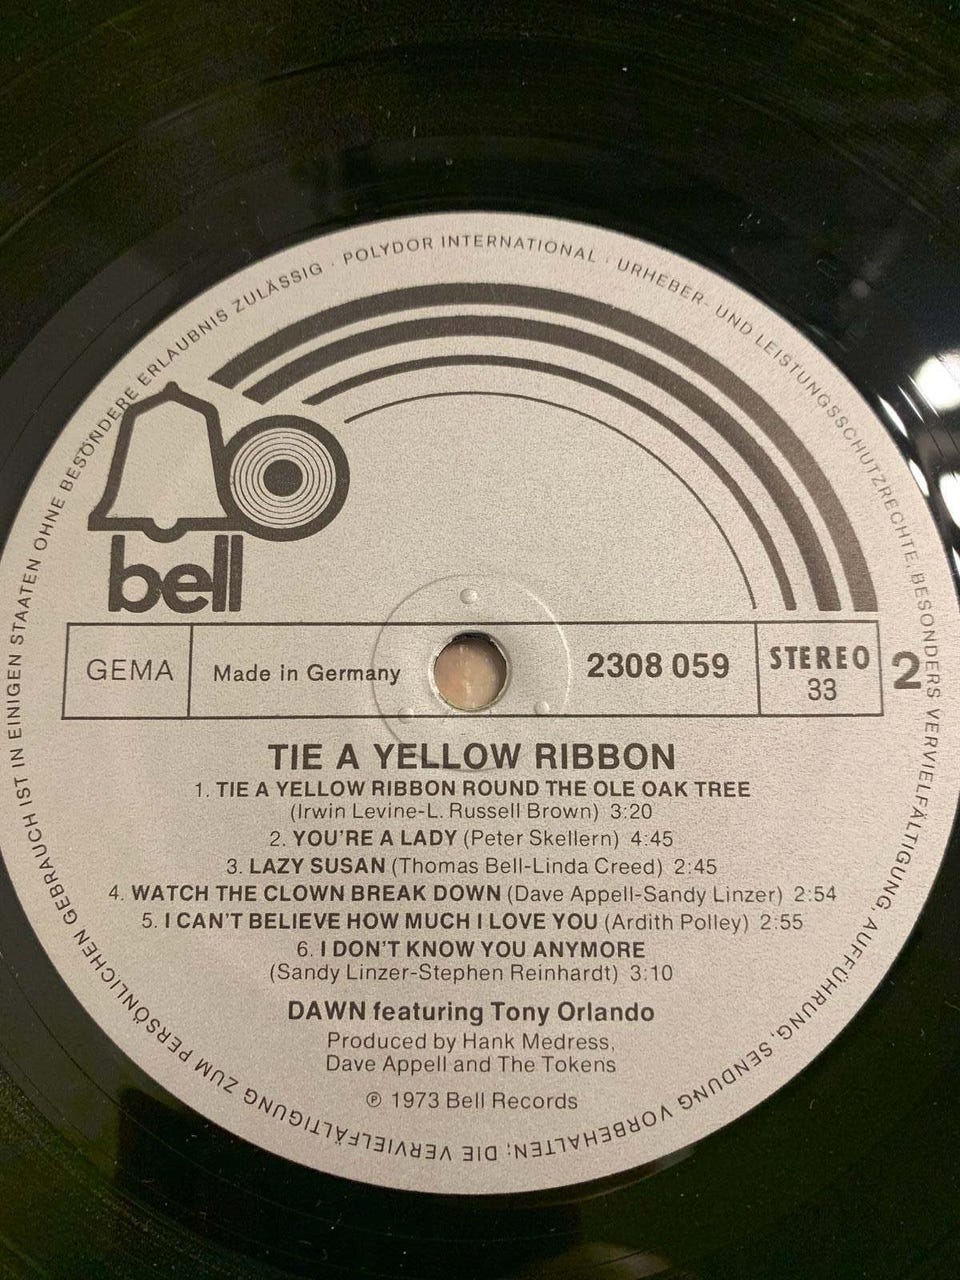 POLYDOR INTERNATIONAL · URHEBER- UND LEISTUNGSSCHUTZRECHTE, BESONDERS VERVIELFÄLTIGUNG, AUFFÜHRUNG, SENDUNG VORBEHALTEN; DIE VERVIELFÄLTIGUNG ZUM PERSÖNLICHEN GEBRAUCH IST IN EINIGEN STAATEN OHNE BESONDERE ERLAUBNIS ZULÄSSIG ·
bell
GEMA
Made in Germany
2308 059
STEREO
33
2
TIE A YELLOW RIBBON
1. TIE A YELLOW RIBBON ROUND THE OLE OAK TREE
(Irwin Levine-L. Russell Brown) 3:20
2. YOU'RE A LADY (Peter Skellern) 4:45
3. LAZY SUSAN (Thomas Bell-Linda Creed) 2:45
4. WATCH THE CLOWN BREAK DOWN (Dave Appell-Sandy Linzer) 2:54
5. I CAN'T BELIEVE HOW MUCH I LOVE YOU (Ardith Polley) 2:55
6. I DON'T KNOW YOU ANYMORE
(Sandy Linzer-Stephen Reinhardt) 3:10
DAWN featuring Tony Orlando
Produced by Hank Medress,
Dave Appell and The Tokens
℗ 1973 Bell Records